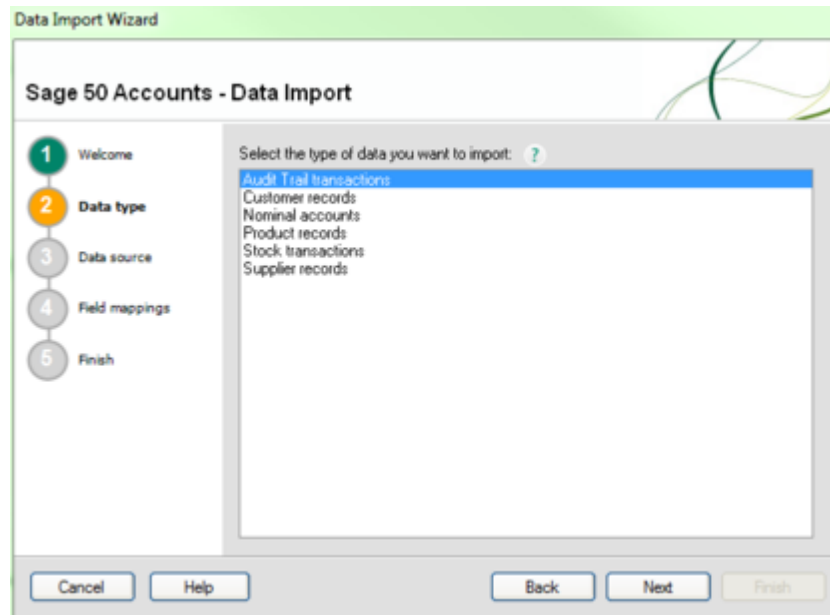 Data Import Wizard
Sage 50 Accounts - Data Import
1 Welcome
2 Data type
3 Data source
4 Field mappings
5 Finish
Select the type of data you want to import: ?
Audit Trail transactions
Customer records
Nominal accounts
Product records
Stock transactions
Supplier records
Cancel Help Back Next Finish